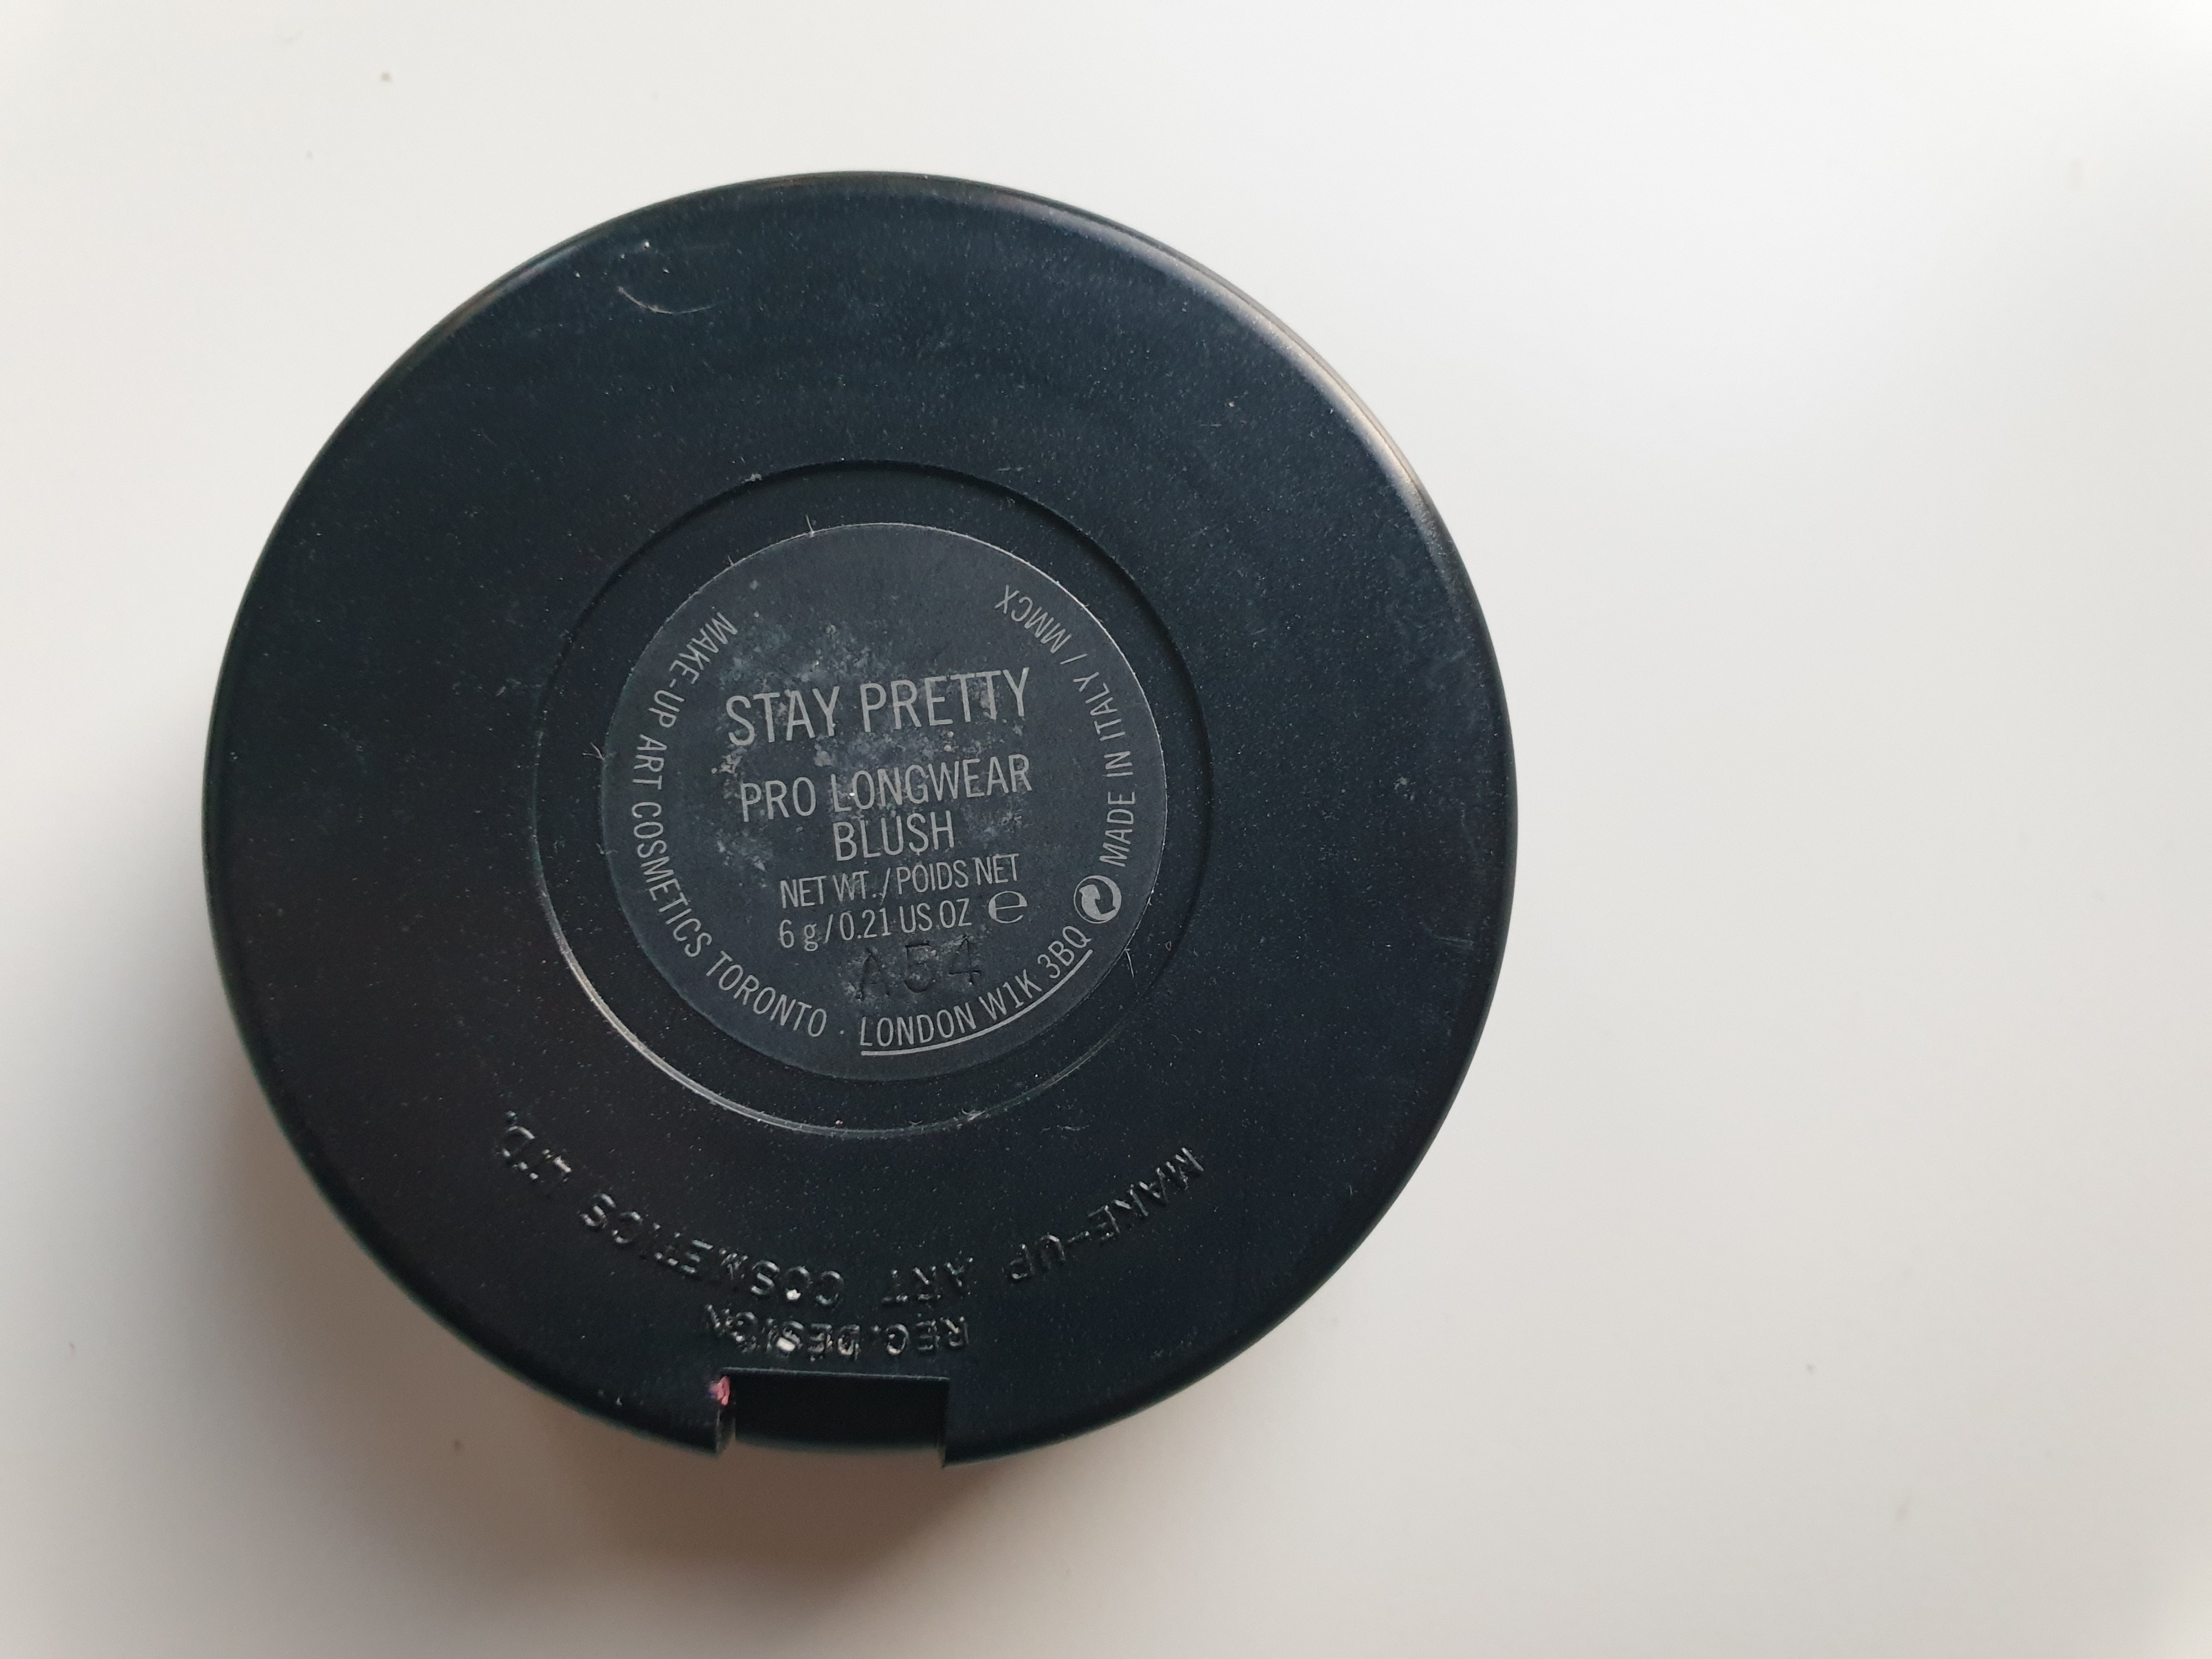 STAY PRETTY
PRO LONGWEAR
BLUSH
NET WT./POIDS NET
6 g/0.21 US OZ ℮
A54
MAKE-UP ART COSMETICS TORONTO · LONDON W1K 3BQ MADE IN ITALY / MMCX
MAKE-UP ART COSMETICS LTD.
REG.DESIGN